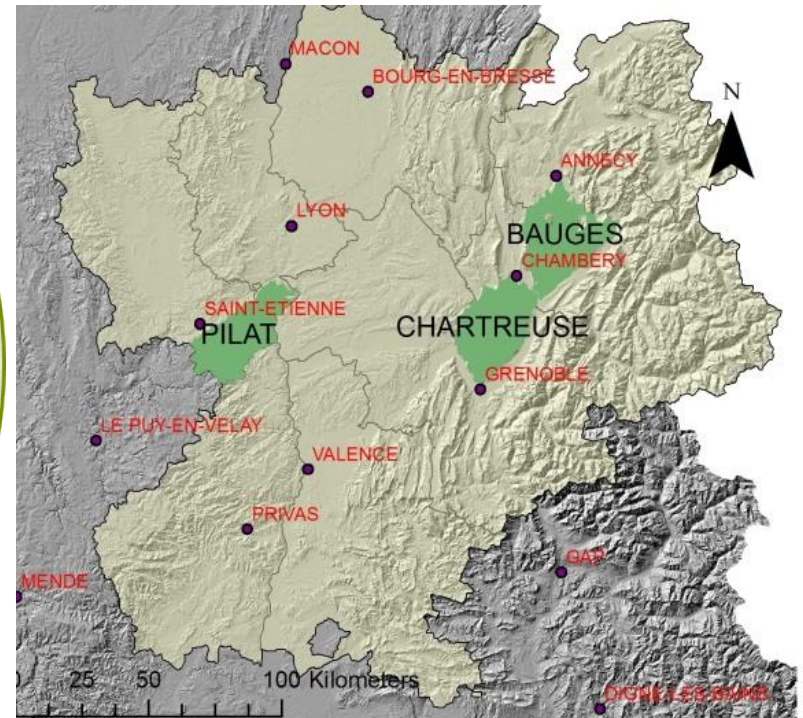 MACON
BOURG-EN-BRESSE
N
ANNECY
LYON
BAUGES
CHAMBERY
SAINT-ETIENNE
PILAT
CHARTREUSE
GRENOBLE
LE PUY-EN-VELAY
VALENCE
PRIVAS
GAP
MENDE
0 25 50 100 Kilometers
DIGNE-LES-BAINS